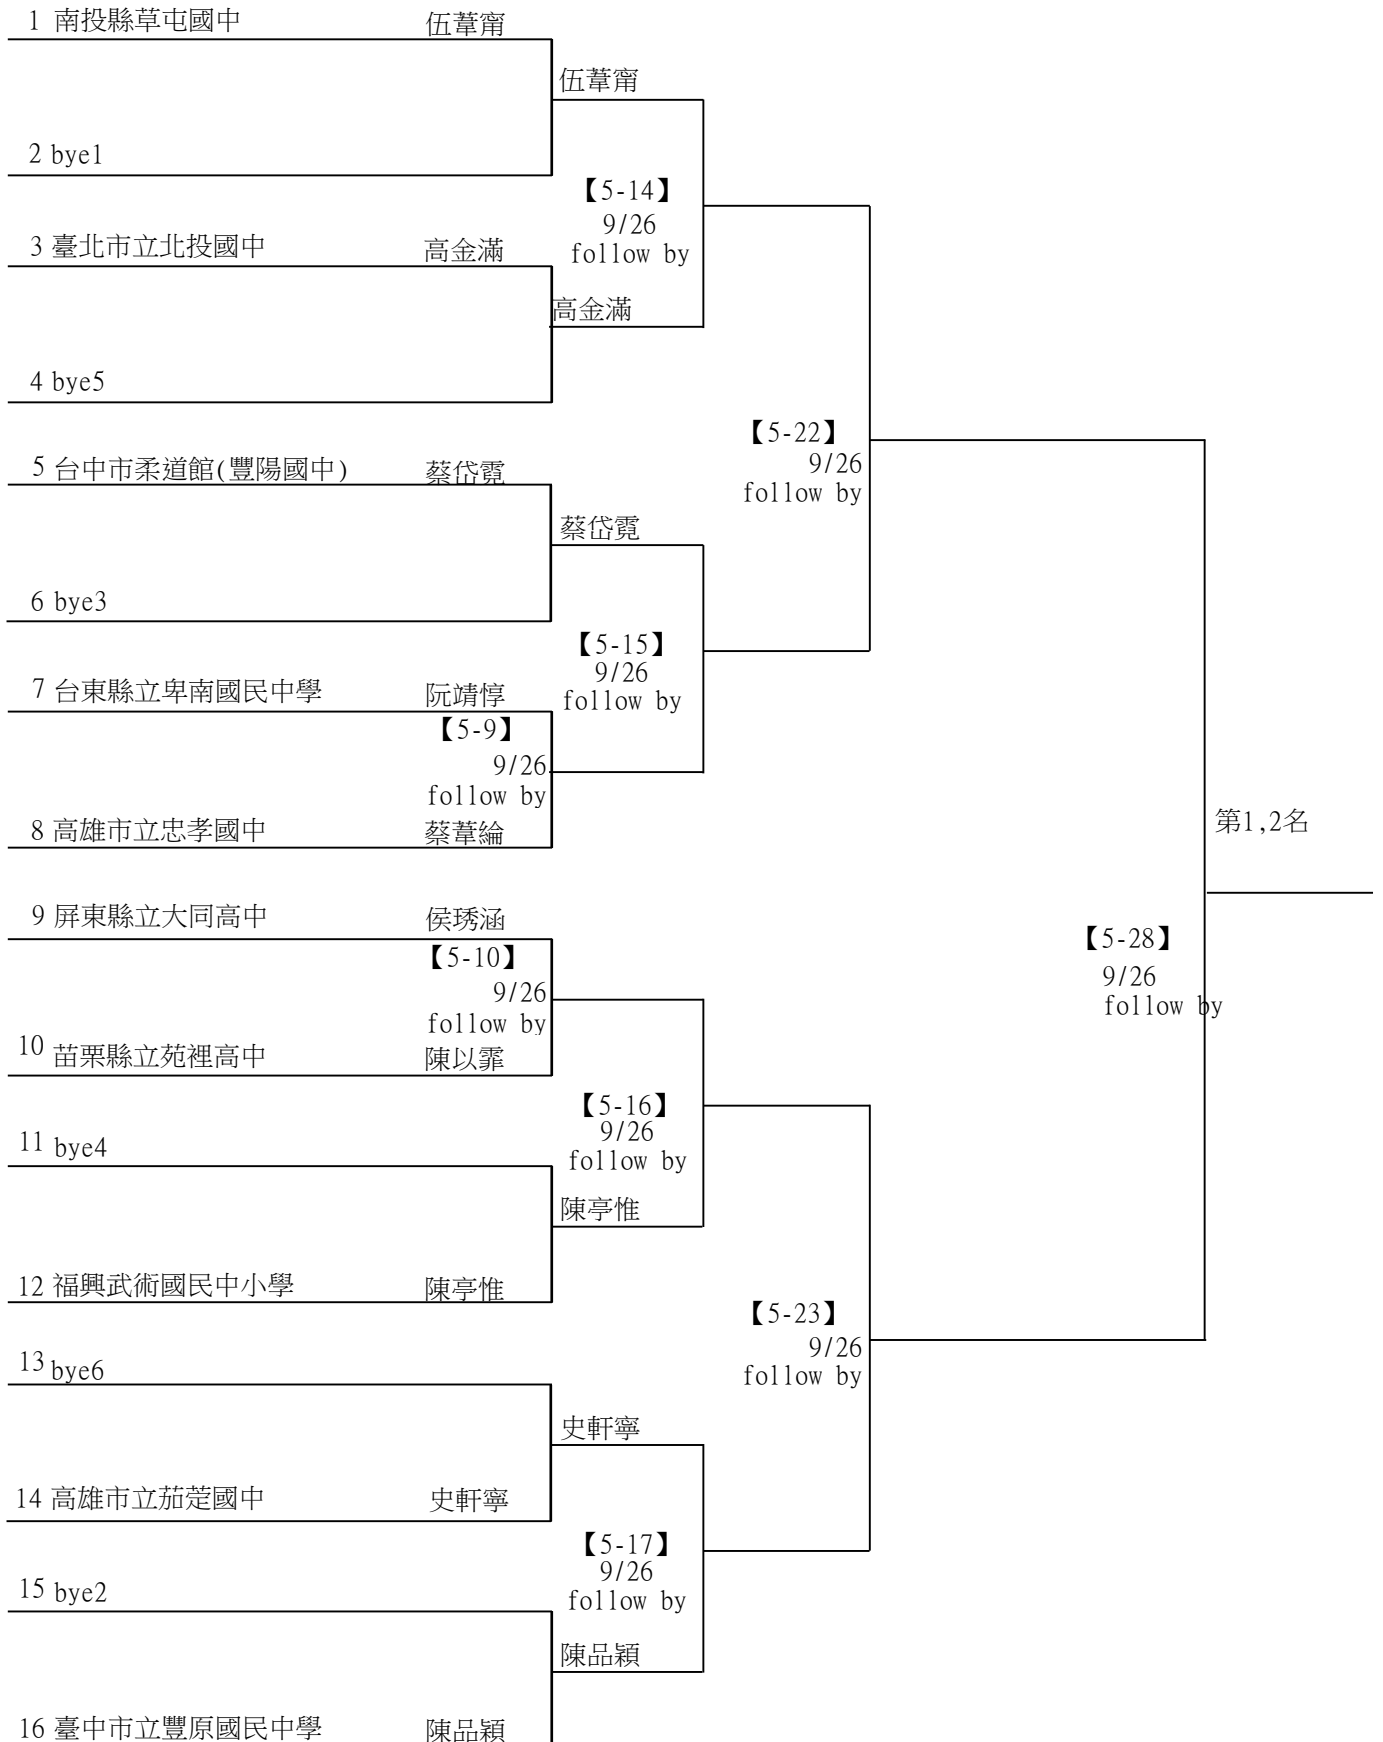 1 南投縣草屯國中 伍葦甯
伍葦甯
2 bye1
【5-14】
9/26
follow by
3 臺北市立北投國中 高金滿
高金滿
4 bye5
【5-22】
9/26
follow by
5 台中市柔道館(豐陽國中) 蔡岱霓
蔡岱霓
6 bye3
【5-15】
9/26
follow by
7 台東縣立卑南國民中學 阮靖惇
【5-9】
9/26
follow by
8 高雄市立忠孝國中 蔡葦綸
第1,2名
9 屏東縣立大同高中 侯琇涵
【5-10】
9/26
follow by
【5-28】
9/26
follow by
10 苗栗縣立苑裡高中 陳以霏
【5-16】
9/26
follow by
11 bye4
陳亭惟
12 福興武術國民中小學 陳亭惟
【5-23】
9/26
follow by
13 bye6
史軒寧
14 高雄市立茄萣國中 史軒寧
【5-17】
9/26
follow by
15 bye2
陳品穎
16 臺中市立豐原國民中學 陳品穎